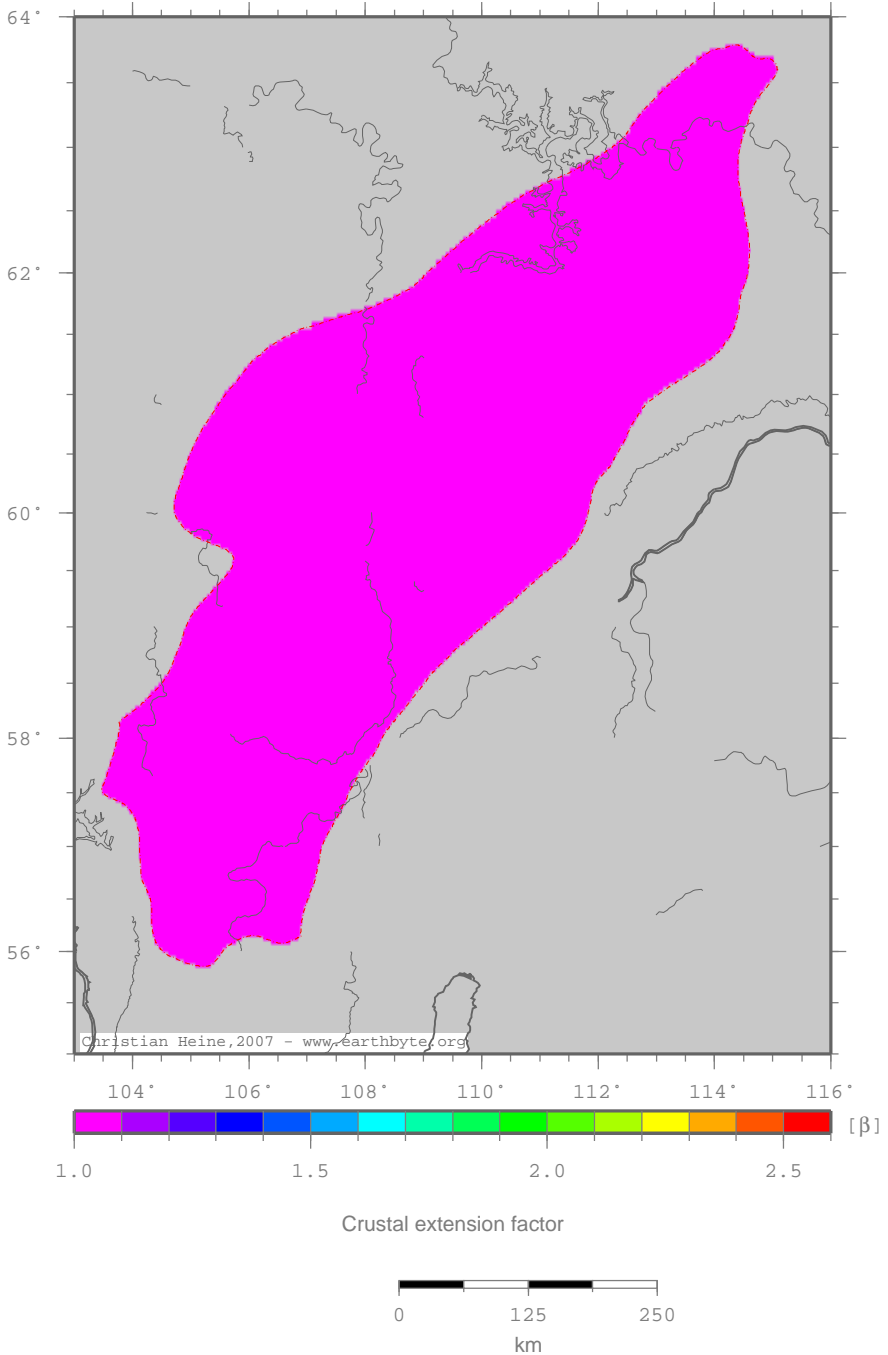 64°
62°
60°
58°
56°
Christian Heine,2007 - www.earthbyte.org
104° 106° 108° 110° 112° 114° 116°
[β]
1.0 1.5 2.0 2.5
Crustal extension factor
0 125 250
km